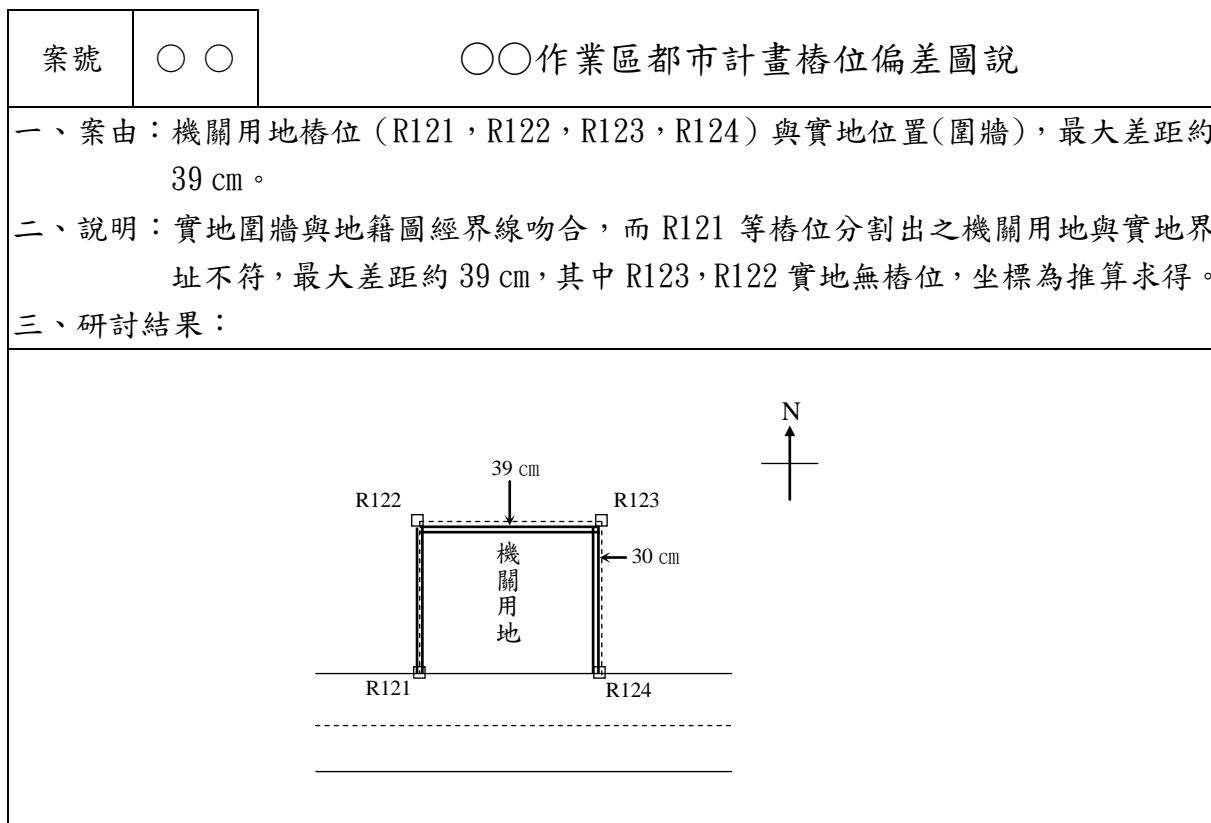 案號
○ ○
○○作業區都市計畫樁位偏差圖說
一、案由：機關用地樁位（R121，R122，R123，R124）與實地位置(圍牆)，最大差距約
39 ㎝。
二、說明：實地圍牆與地籍圖經界線吻合，而 R121 等樁位分割出之機關用地與實地界
址不符，最大差距約 39 ㎝，其中 R123，R122 實地無樁位，坐標為推算求得。
三、研討結果：
N
39 ㎝
R122
R123
機關用地
30 ㎝
R121
R124